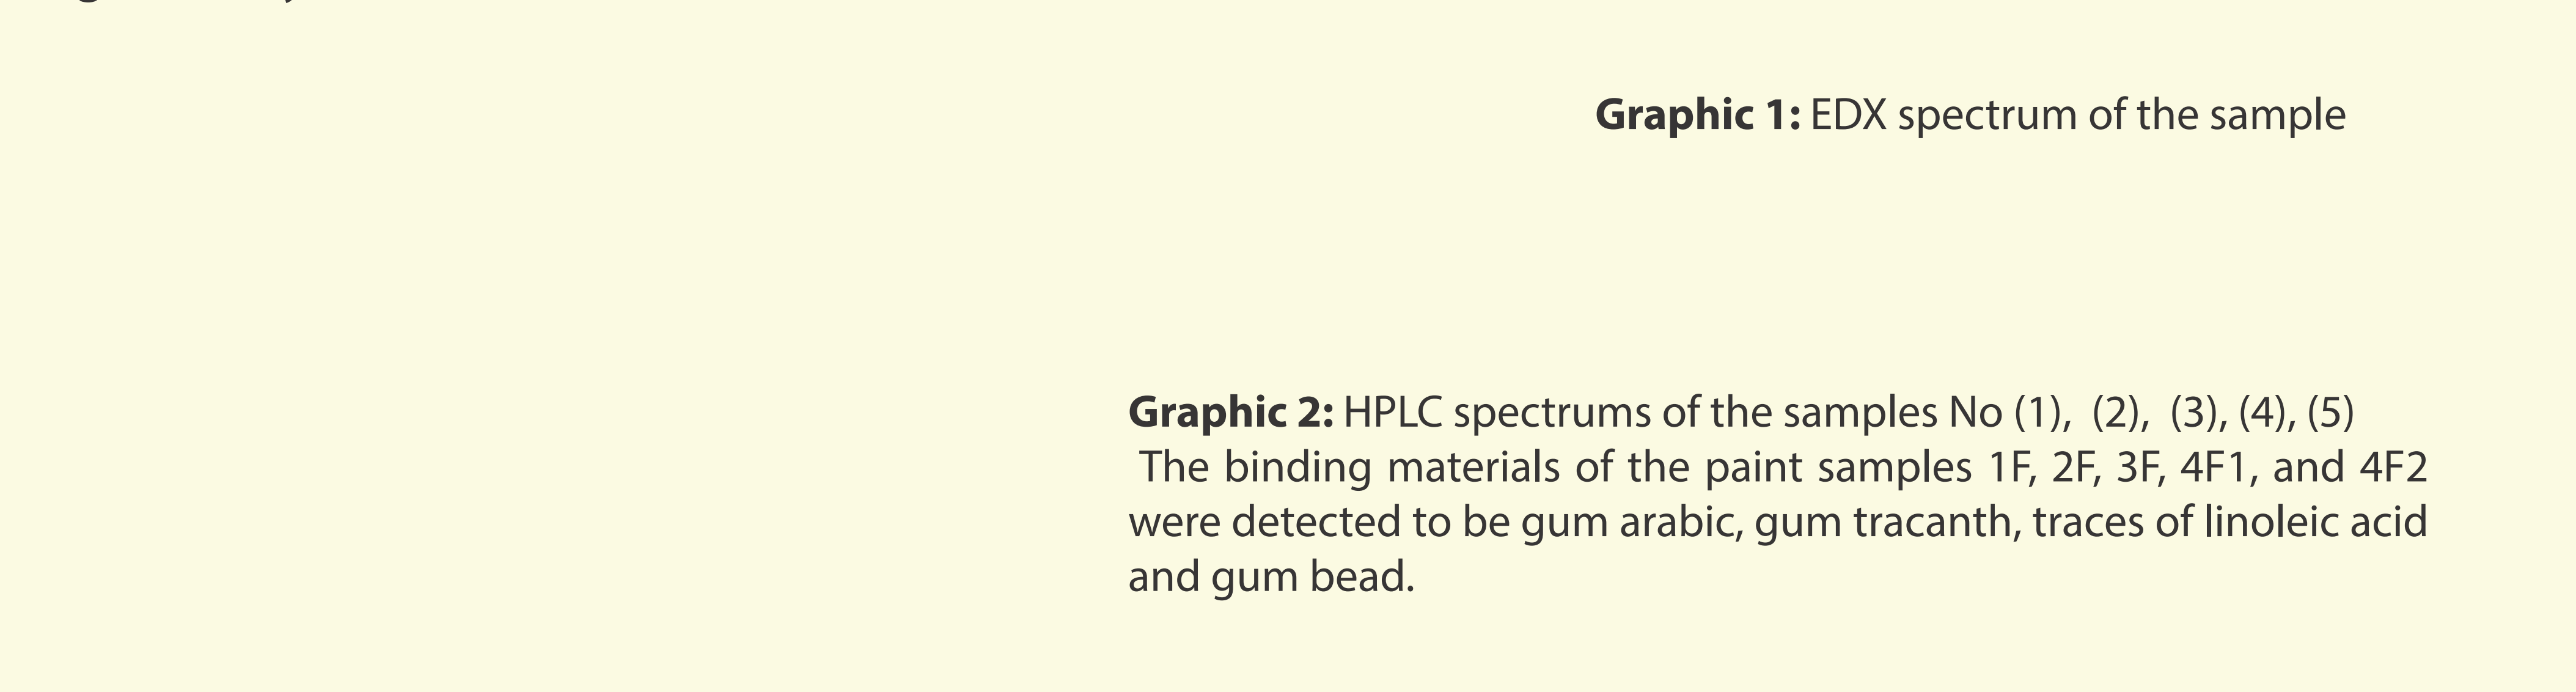 Graphic 1: EDX spectrum of the sample
Graphic 2: HPLC spectrums of the samples No (1), (2), (3), (4), (5)
The binding materials of the paint samples 1F, 2F, 3F, 4F1, and 4F2
were detected to be gum arabic, gum tracanth, traces of linoleic acid
and gum bead.